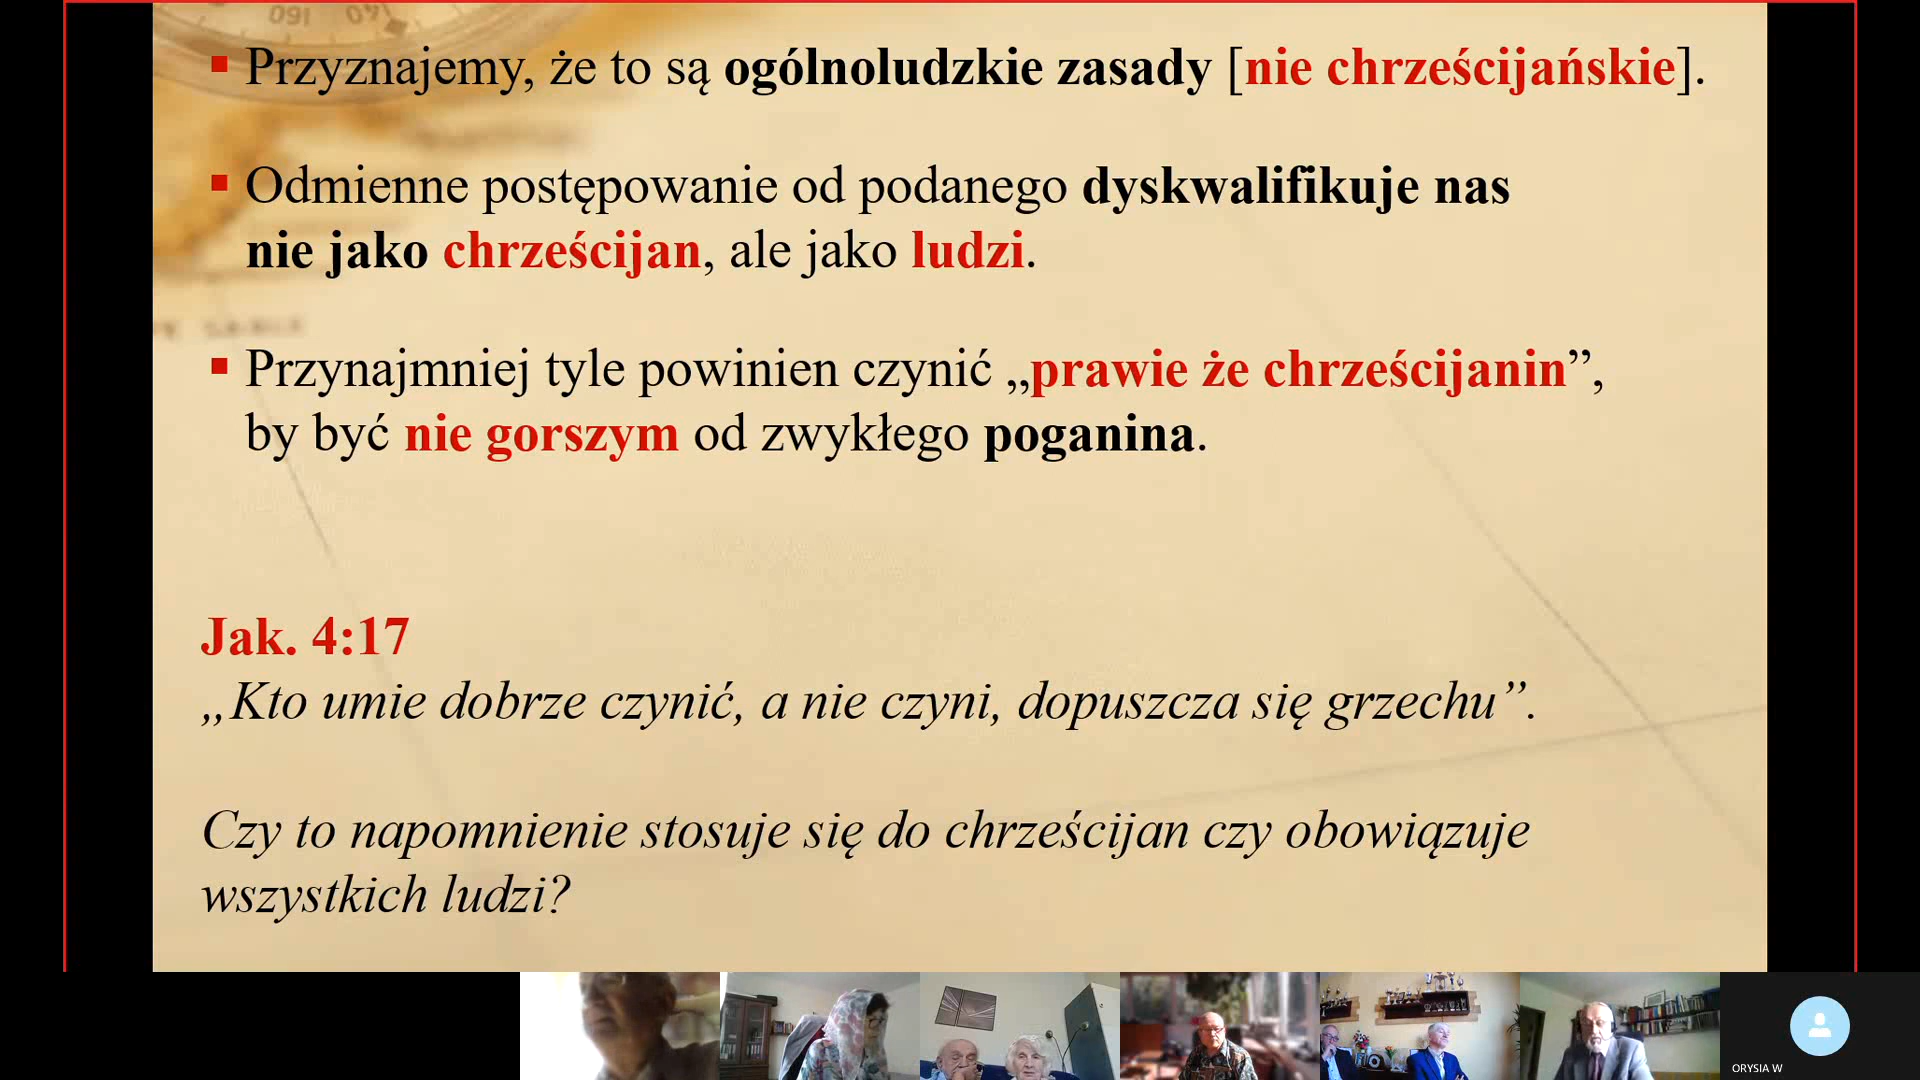 160 140
Przyznajemy, że to są ogólnoludzkie zasady [nie chrześcijańskie].
Odmienne postępowanie od podanego dyskwalifikuje nas
nie jako chrześcijan, ale jako ludzi.
Przynajmniej tyle powinien czynić „prawie że chrześcijanin”,
by być nie gorszym od zwykłego poganina.
Jak. 4:17
„Kto umie dobrze czynić, a nie czyni, dopuszcza się grzechu”.
Czy to napomnienie stosuje się do chrześcijan czy obowiązuje
wszystkich ludzi?
ORYSIA W